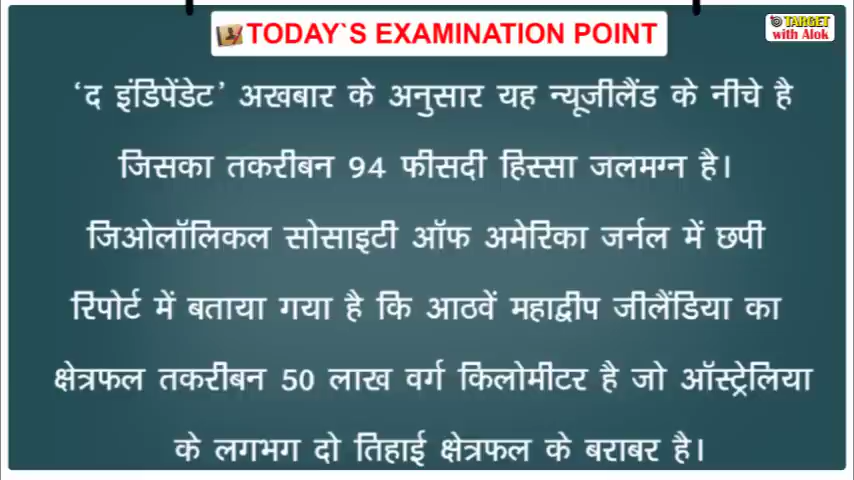 TODAY`S EXAMINATION POINT
TARGET
with Alok
‘द इंडिपेंडेट’ अखबार के अनुसार यह न्यूजीलैंड के नीचे है
जिसका तकरीबन 94 फीसदी हिस्सा जलमग्न है।
जिओलॉलिकल सोसाइटी ऑफ अमेरिका जर्नल में छपी
रिपोर्ट में बताया गया है कि आठवें महाद्वीप जीलैंडिया का
क्षेत्रफल तकरीबन 50 लाख वर्ग किलोमीटर है जो ऑस्ट्रेलिया
के लगभग दो तिहाई क्षेत्रफल के बराबर है।